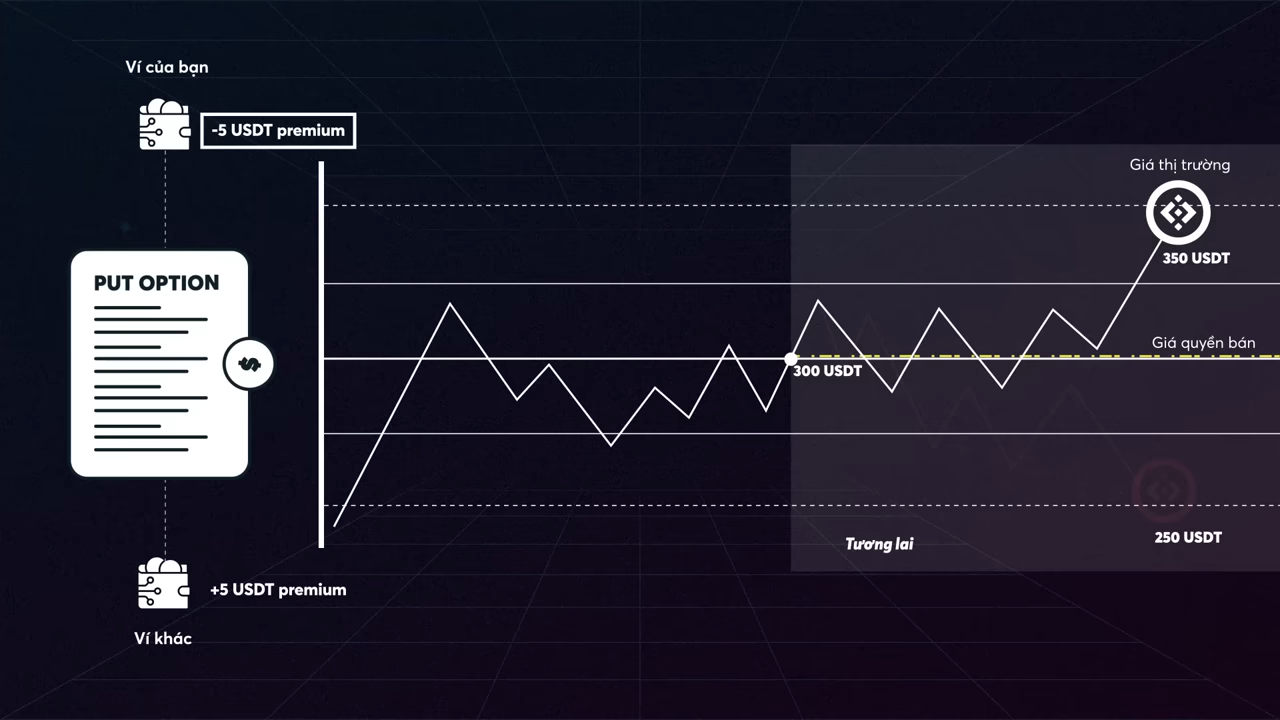 Ví của bạn
-5 USDT premium
Giá thị trường
350 USDT
PUT OPTION
Giá quyền bán
300 USDT
250 USDT
Tương lai
+5 USDT premium
Ví khác